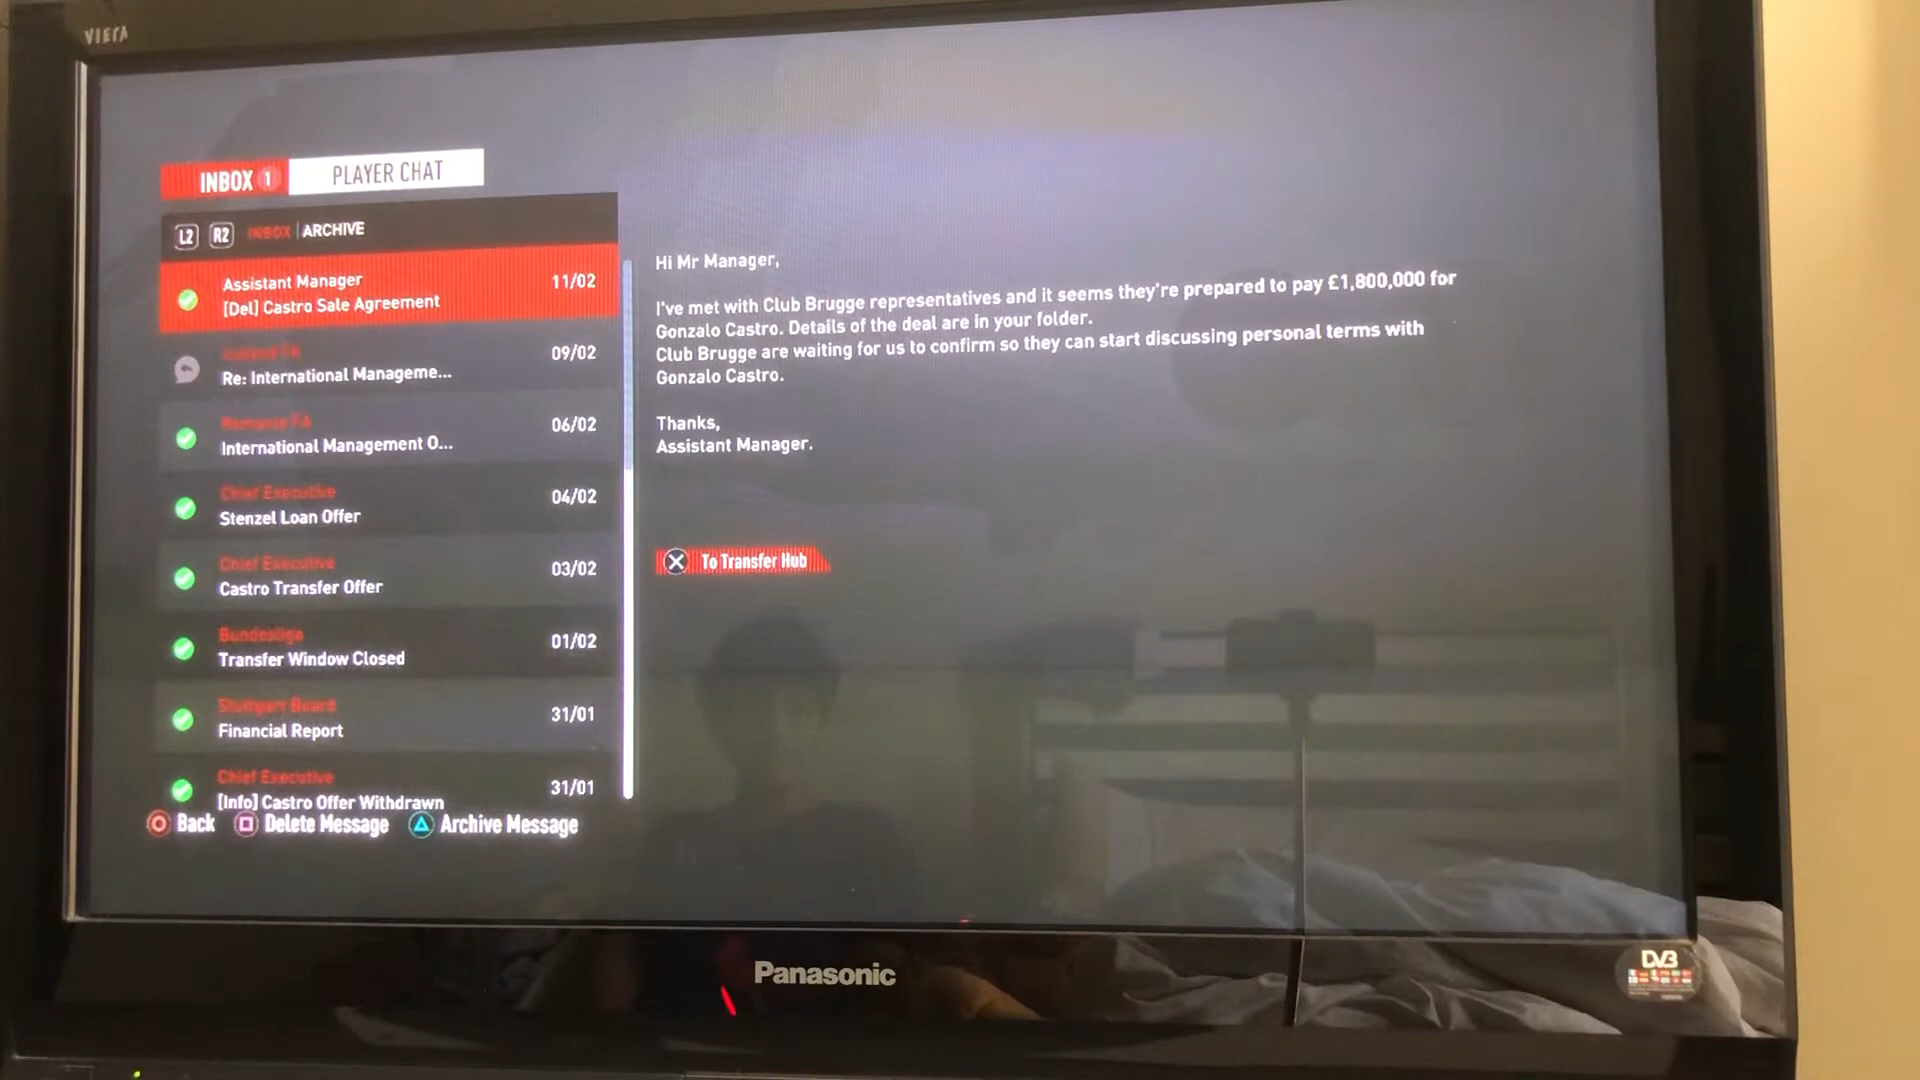 VIERA
INBOX 1
PLAYER CHAT
L2 R2 INBOX | ARCHIVE
Assistant Manager 11/02
[Del] Castro Sale Agreement
Iceland FA 09/02
Re: International Manageme...
Romania FA 06/02
International Management O...
Chief Executive 04/02
Stenzel Loan Offer
Chief Executive 03/02
Castro Transfer Offer
Bundesliga 01/02
Transfer Window Closed
Stuttgart Board 31/01
Financial Report
Chief Executive 31/01
[Info] Castro Offer Withdrawn
Back Delete Message Archive Message
Hi Mr Manager,
I've met with Club Brugge representatives and it seems they're prepared to pay £1,800,000 for
Gonzalo Castro. Details of the deal are in your folder.
Club Brugge are waiting for us to confirm so they can start discussing personal terms with
Gonzalo Castro.
Thanks,
Assistant Manager.
To Transfer Hub
Panasonic
DVB